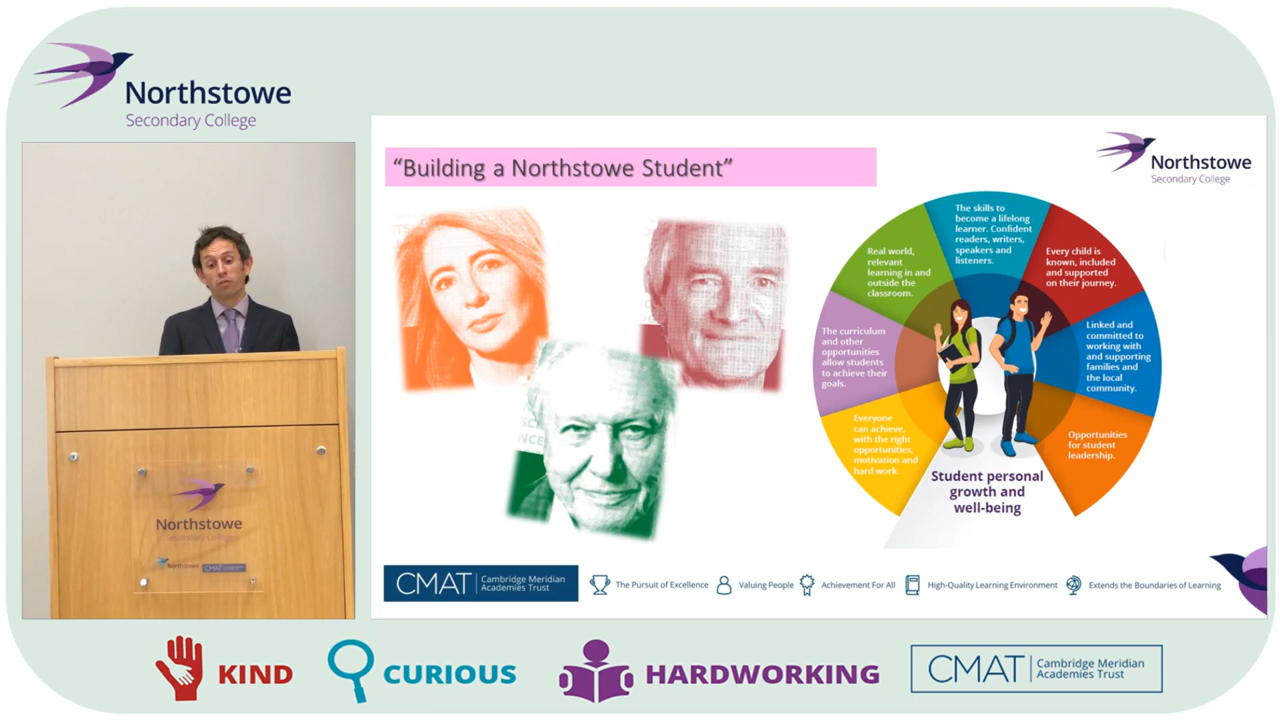 Northstowe
Secondary College
“Building a Northstowe Student”
Northstowe
Secondary College
The skills to
become a lifelong
learner. Confident
readers, writers,
speakers and
listeners.
Real world,
relevant
learning in and
outside the
classroom.
Every child is
known, included
and supported
on their journey.
The curriculum
and other
opportunities
allow students
to achieve their
goals.
Linked and
committed to
working with
and supporting
families and
the local
community.
Everyone
can achieve,
with the right
opportunities,
motivation and
hard work.
Opportunities
for student
leadership.
Student personal
growth and
well-being
Northstowe
Secondary College
Northstowe
CMAT
CMAT
Cambridge Meridian
Academies Trust
The Pursuit of Excellence
Valuing People
Achievement For All
High-Quality Learning Environment
Extends the Boundaries of Learning
KIND
CURIOUS
HARDWORKING
CMAT
Cambridge Meridian
Academies Trust